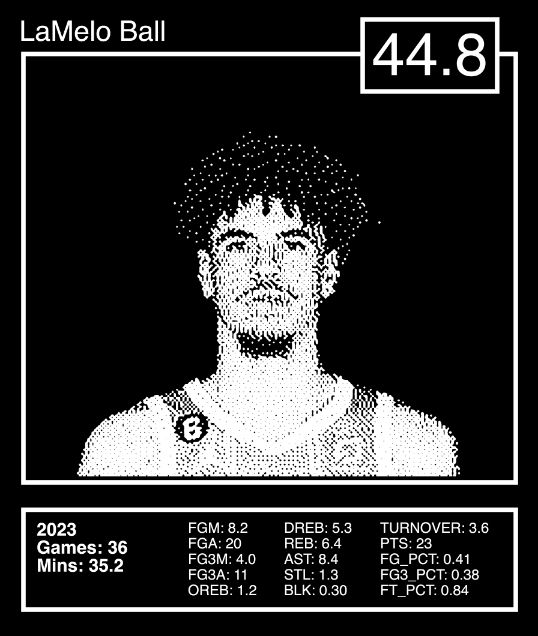 LaMelo Ball
44.8
B
2023
Games: 36
Mins: 35.2
FGM: 8.2
FGA: 20
FG3M: 4.0
FG3A: 11
OREB: 1.2
DREB: 5.3
REB: 6.4
AST: 8.4
STL: 1.3
BLK: 0.30
TURNOVER: 3.6
PTS: 23
FG_PCT: 0.41
FG3_PCT: 0.38
FT_PCT: 0.84